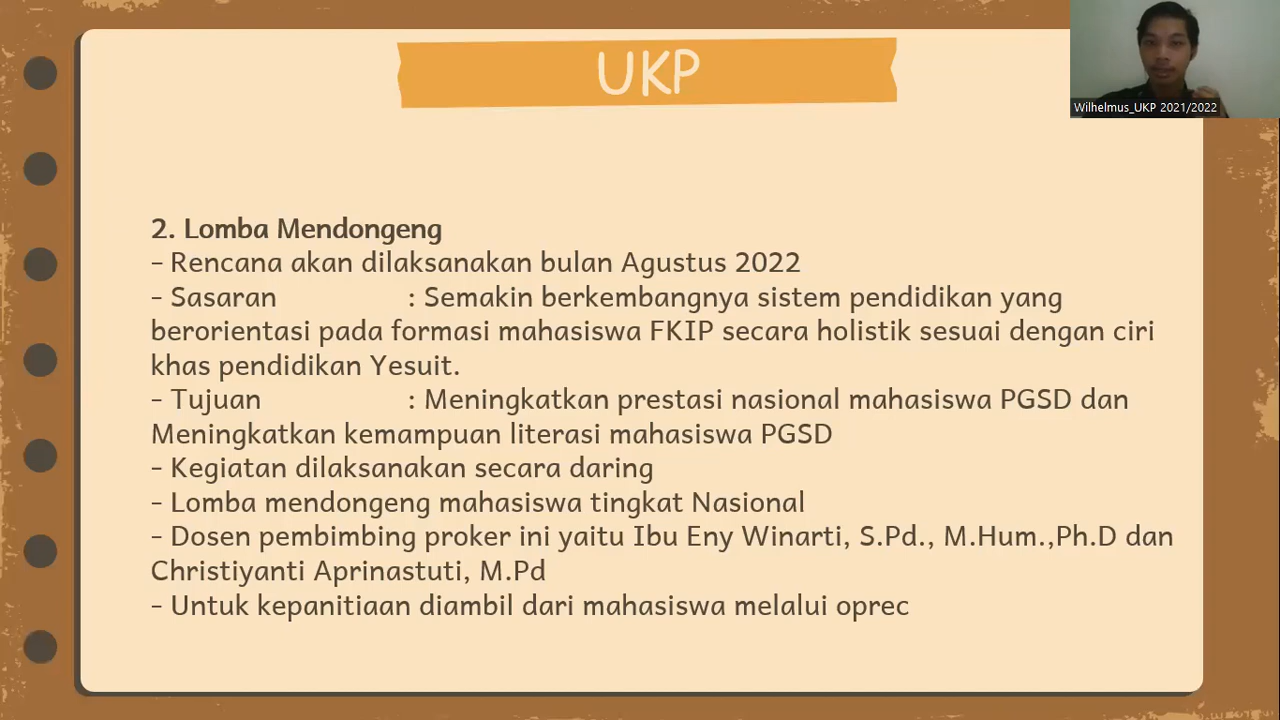 UKP
Wilhelmus_UKP 2021/2022
2. Lomba Mendongeng
- Rencana akan dilaksanakan bulan Agustus 2022
- Sasaran : Semakin berkembangnya sistem pendidikan yang
berorientasi pada formasi mahasiswa FKIP secara holistik sesuai dengan ciri
khas pendidikan Yesuit.
- Tujuan : Meningkatkan prestasi nasional mahasiswa PGSD dan
Meningkatkan kemampuan literasi mahasiswa PGSD
- Kegiatan dilaksanakan secara daring
- Lomba mendongeng mahasiswa tingkat Nasional
- Dosen pembimbing proker ini yaitu Ibu Eny Winarti, S.Pd., M.Hum.,Ph.D dan
Christiyanti Aprinastuti, M.Pd
- Untuk kepanitiaan diambil dari mahasiswa melalui oprec